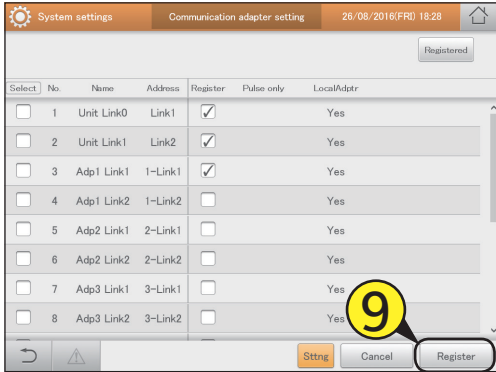 System settings Communication adapter setting 26/08/2016(FRI) 18:28
Registered
Select No. Name Address Register Pulse only LocalAdptr
1 Unit Link0 Link1 Yes
2 Unit Link1 Link2 Yes
3 Adp1 Link1 1-Link1 Yes
4 Adp1 Link2 1-Link2 Yes
5 Adp2 Link1 2-Link1 Yes
6 Adp2 Link2 2-Link2 Yes
7 Adp3 Link1 3-Link1 Yes
8 Adp3 Link2 3-Link2 Yes
9
Sttng Cancel Register